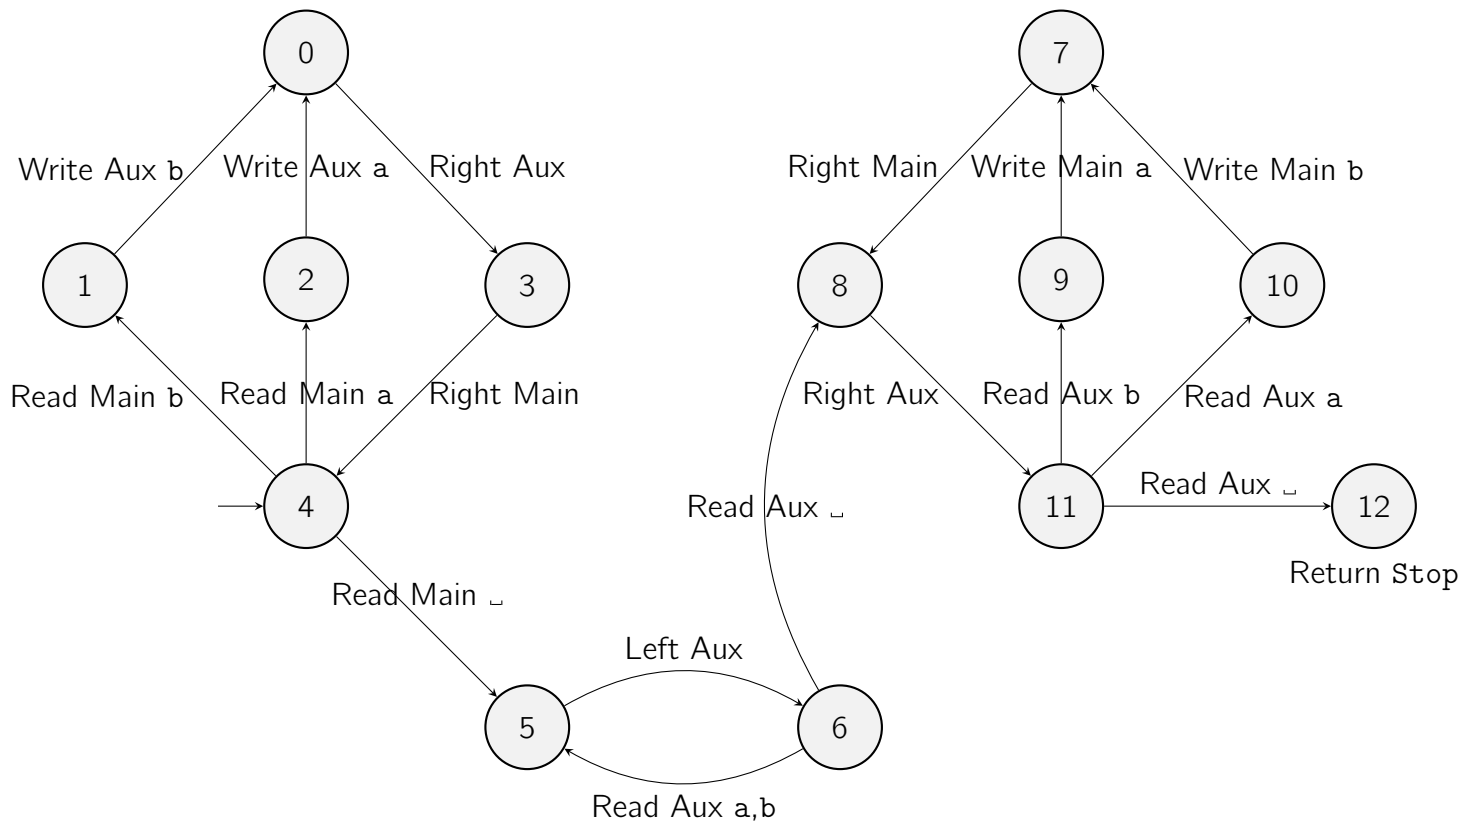 0
7
Write Aux b
Write Aux a
Right Aux
Right Main
Write Main a
Write Main b
1
2
3
8
9
10
Read Main b
Read Main a
Right Main
Right Aux
Read Aux b
Read Aux a
4
Read Aux ␣
11
Read Aux ␣
12
Return Stop
Read Main ␣
Left Aux
5
6
Read Aux a,b